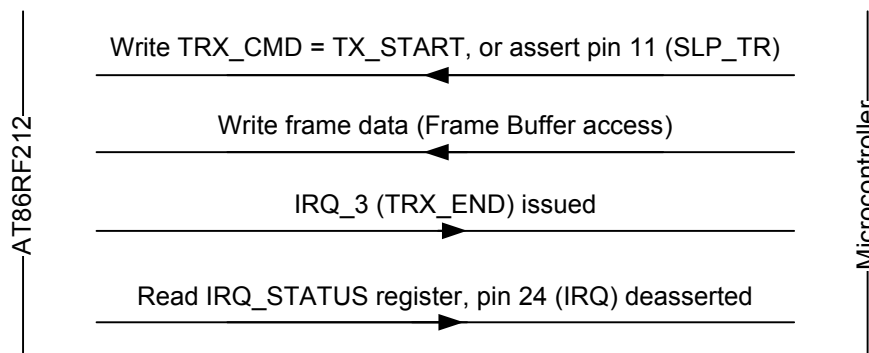 Write TRX_CMD = TX_START, or assert pin 11 (SLP_TR)
Write frame data (Frame Buffer access)
IRQ_3 (TRX_END) issued
Read IRQ_STATUS register, pin 24 (IRQ) deasserted
AT86RF212
Microcontroller